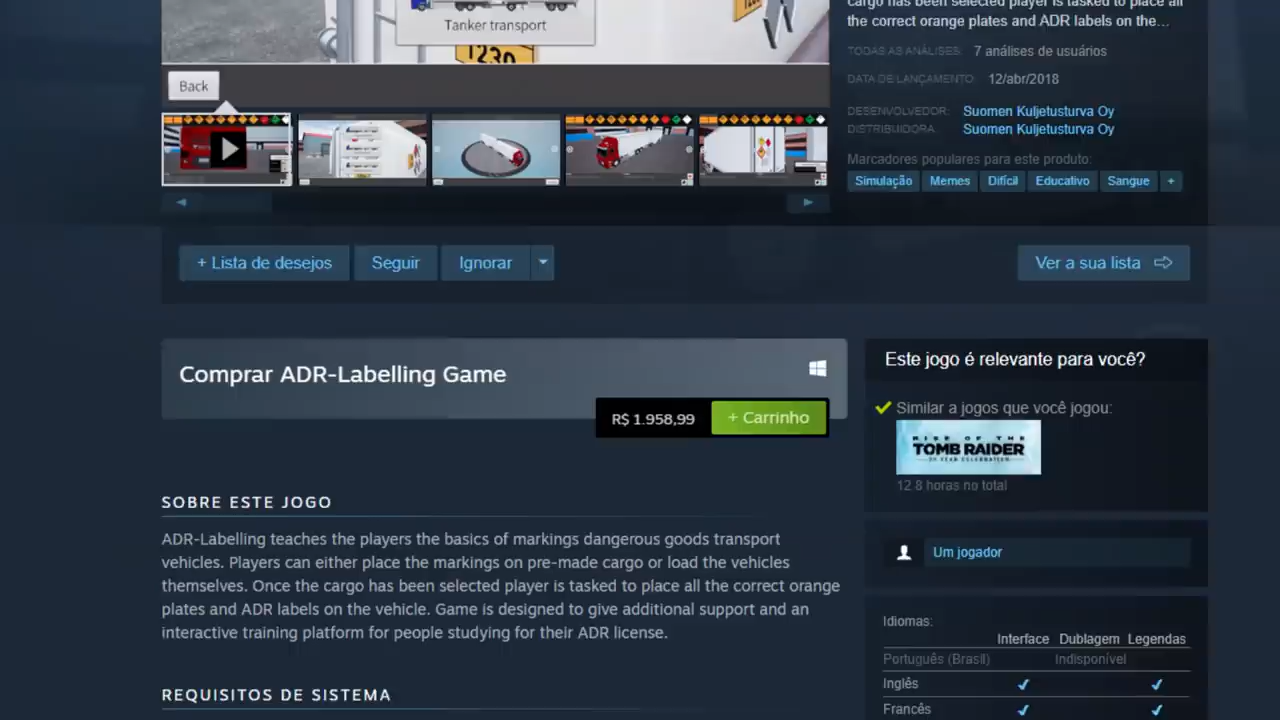 cargo has been selected player is tasked to place all
the correct orange plates and ADR labels on the...
Tanker transport
1230
Back
TODAS AS ANÁLISES: 7 análises de usuários
DATA DE LANÇAMENTO: 12/abr/2018
DESENVOLVEDOR: Suomen Kuljetusturva Oy
DISTRIBUIDORA: Suomen Kuljetusturva Oy
Marcadores populares para este produto:
Simulação Memes Difícil Educativo Sangue +
+ Lista de desejos Seguir Ignorar
Ver a sua lista
Comprar ADR-Labelling Game
R$ 1.958,99 + Carrinho
Este jogo é relevante para você?
Similar a jogos que você jogou:
RISE OF THE
TOMB RAIDER
20 YEAR CELEBRATION
12.8 horas no total
Um jogador
SOBRE ESTE JOGO
ADR-Labelling teaches the players the basics of markings dangerous goods transport
vehicles. Players can either place the markings on pre-made cargo or load the vehicles
themselves. Once the cargo has been selected player is tasked to place all the correct orange
plates and ADR labels on the vehicle. Game is designed to give additional support and an
interactive training platform for people studying for their ADR license.
REQUISITOS DE SISTEMA
Idiomas:
Interface Dublagem Legendas
Português (Brasil) Indisponível
Inglês
Francês